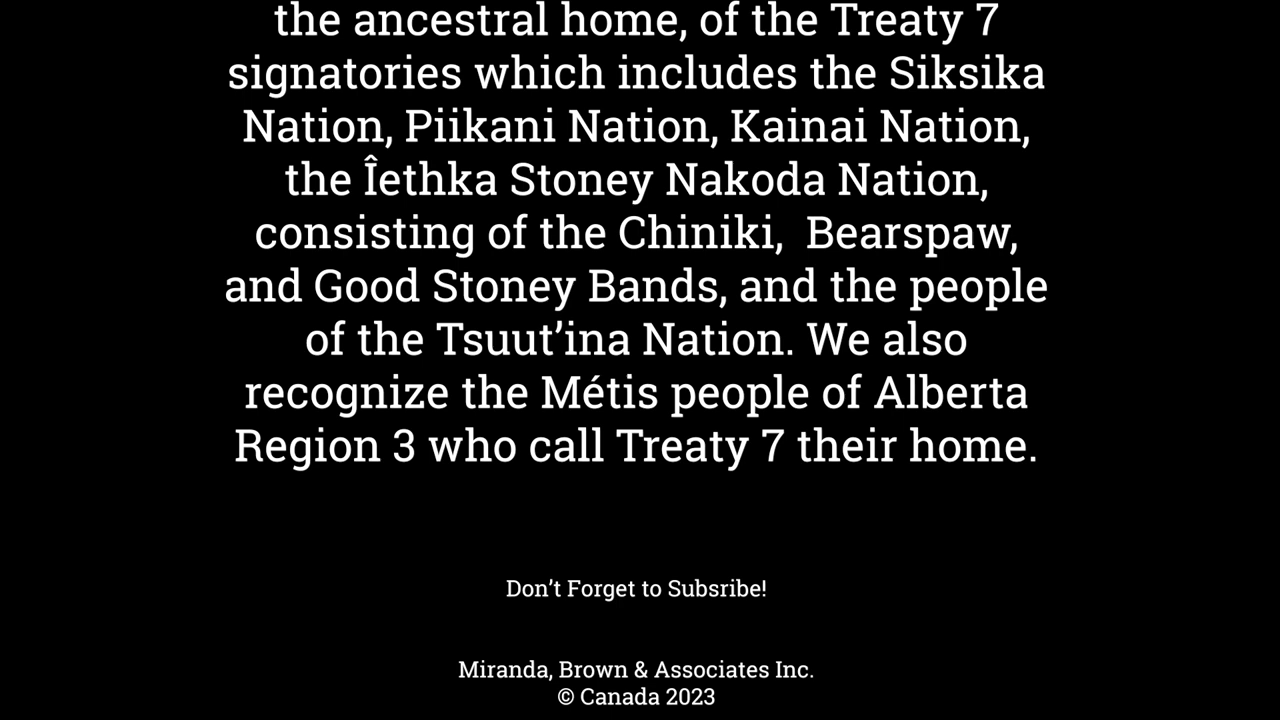 the ancestral home, of the Treaty 7
signatories which includes the Siksika
Nation, Piikani Nation, Kainai Nation,
the Îethka Stoney Nakoda Nation,
consisting of the Chiniki,  Bearspaw,
and Good Stoney Bands, and the people
of the Tsuut’ina Nation. We also
recognize the Métis people of Alberta
Region 3 who call Treaty 7 their home.
Don’t Forget to Subsribe!
Miranda, Brown & Associates Inc.
© Canada 2023